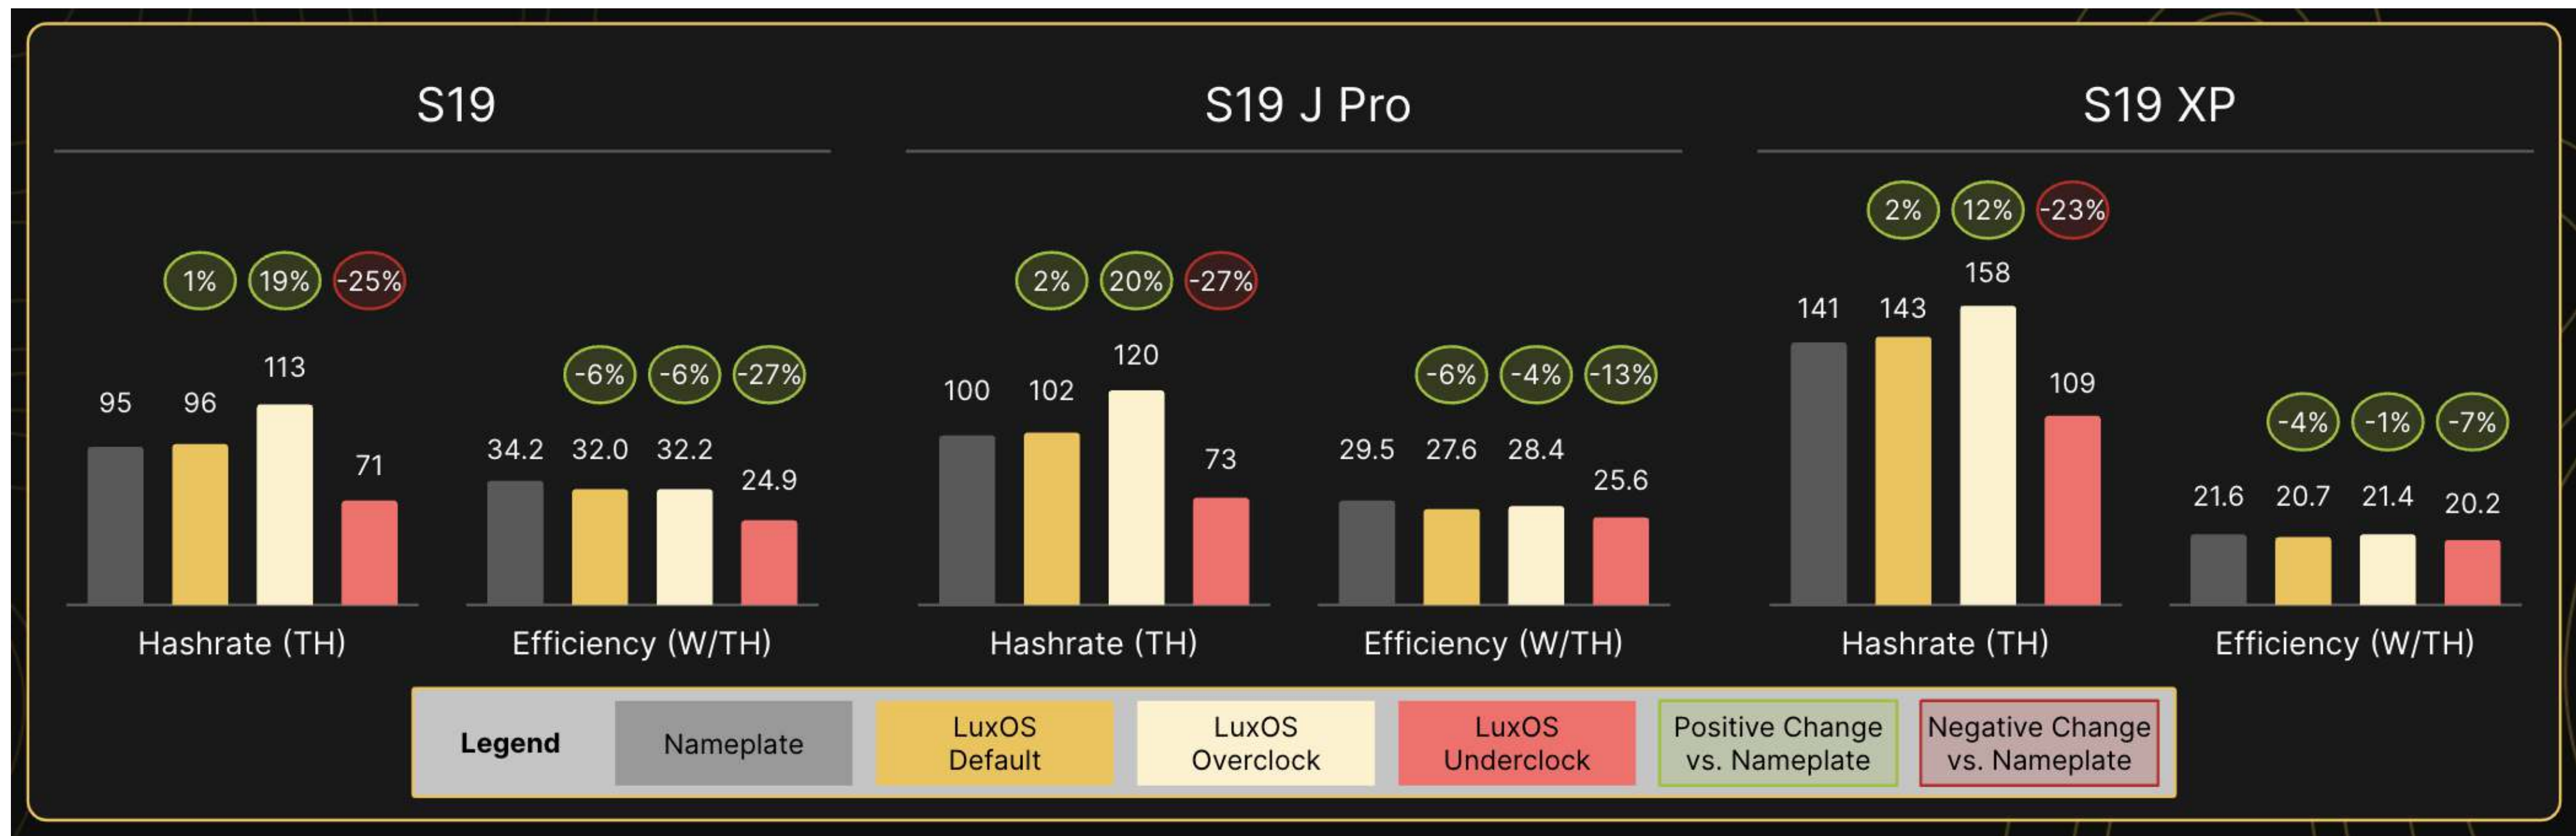 S19
S19 J Pro
S19 XP
1% 19% -25%
95 96 113 71
Hashrate (TH)
-6% -6% -27%
34.2 32.0 32.2 24.9
Efficiency (W/TH)
2% 20% -27%
100 102 120 73
Hashrate (TH)
-6% -4% -13%
29.5 27.6 28.4 25.6
Efficiency (W/TH)
2% 12% -23%
141 143 158 109
Hashrate (TH)
-4% -1% -7%
21.6 20.7 21.4 20.2
Efficiency (W/TH)
Legend
Nameplate
LuxOS
Default
LuxOS
Overclock
LuxOS
Underclock
Positive Change
vs. Nameplate
Negative Change
vs. Nameplate